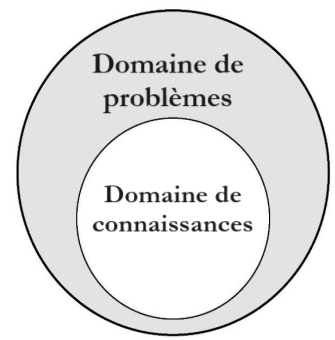 Domaine de
problèmes
Domaine de
connaissances